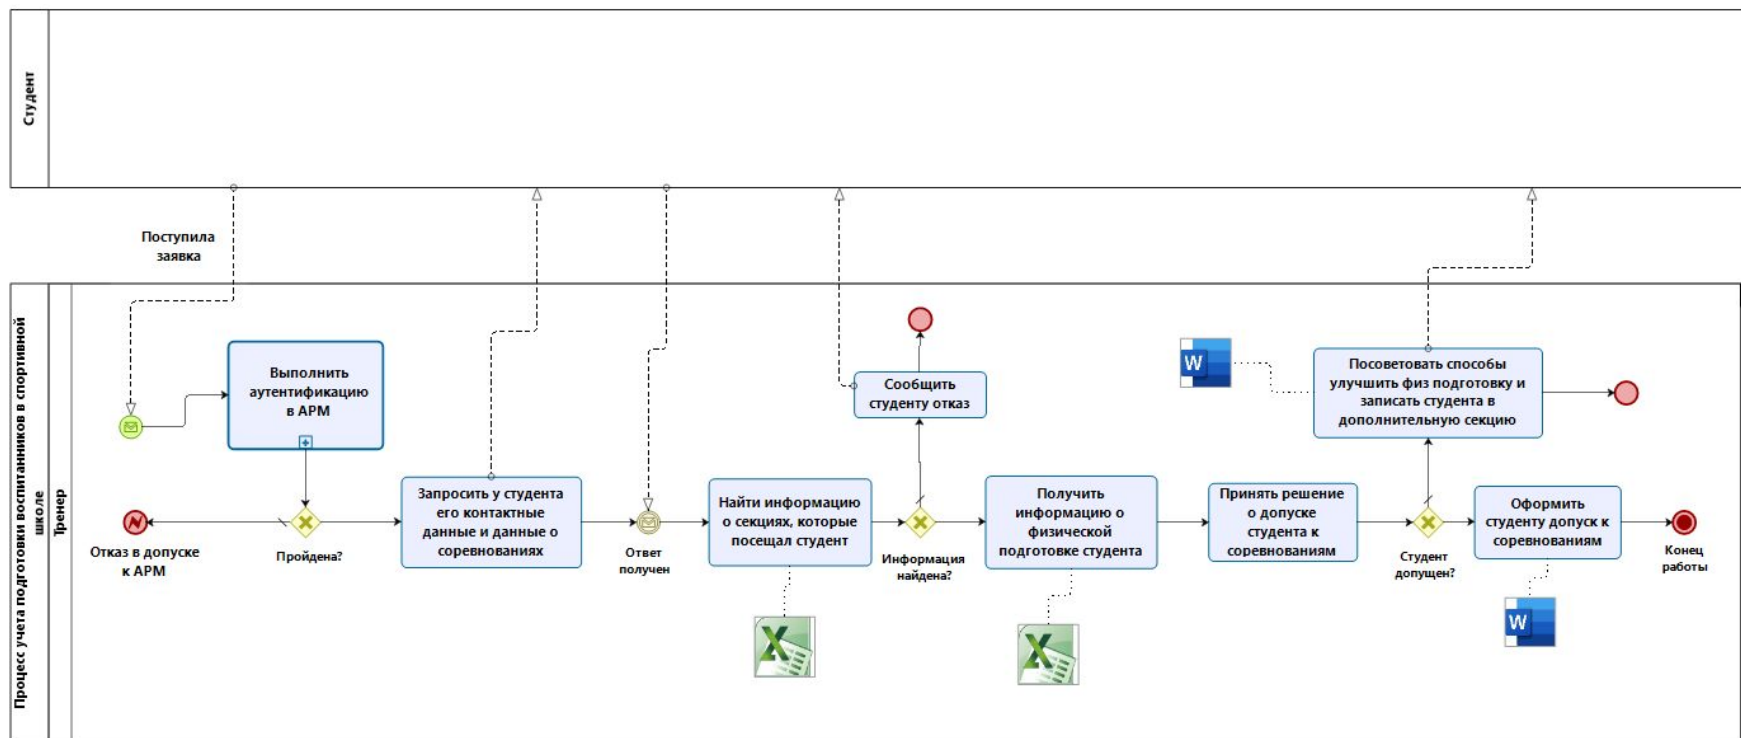 Студент
Поступила
заявка
Процесс учета подготовки воспитанников в спортивной
школе
Тренер
Выполнить
аутентификацию
в АРМ
Отказ в допуске
к АРМ
Пройдена?
Запросить у студента
его контактные
данные и данные о
соревнованиях
Ответ
получен
Найти информацию
о секциях, которые
посещал студент
Сообщить
студенту отказ
Информация
найдена?
Получить
информацию о
физической
подготовке студента
Принять решение
о допуске
студента к
соревнованиям
W
Посоветовать способы
улучшить физ подготовку и
записать студента в
дополнительную секцию
Студент
допущен?
Оформить
студенту допуск к
соревнованиям
Конец
работы
X
X
W